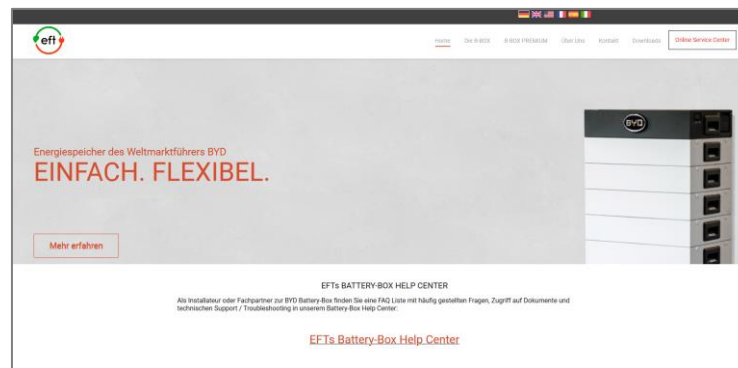 eft
Home Die B-BOX B-BOX PREMIUM Über Uns Kontakt Downloads Online Service Center
BYD
Energiespeicher des Weltmarktführers BYD
EINFACH. FLEXIBEL.
Mehr erfahren
EFTs BATTERY-BOX HELP CENTER
Als Installateur oder Fachpartner zur BYD Battery-Box finden Sie eine FAQ Liste mit häufig gestellten Fragen, Zugriff auf Dokumente und
technischen Support / Troubleshooting in unserem Battery-Box Help Center:
EFTs Battery-Box Help Center